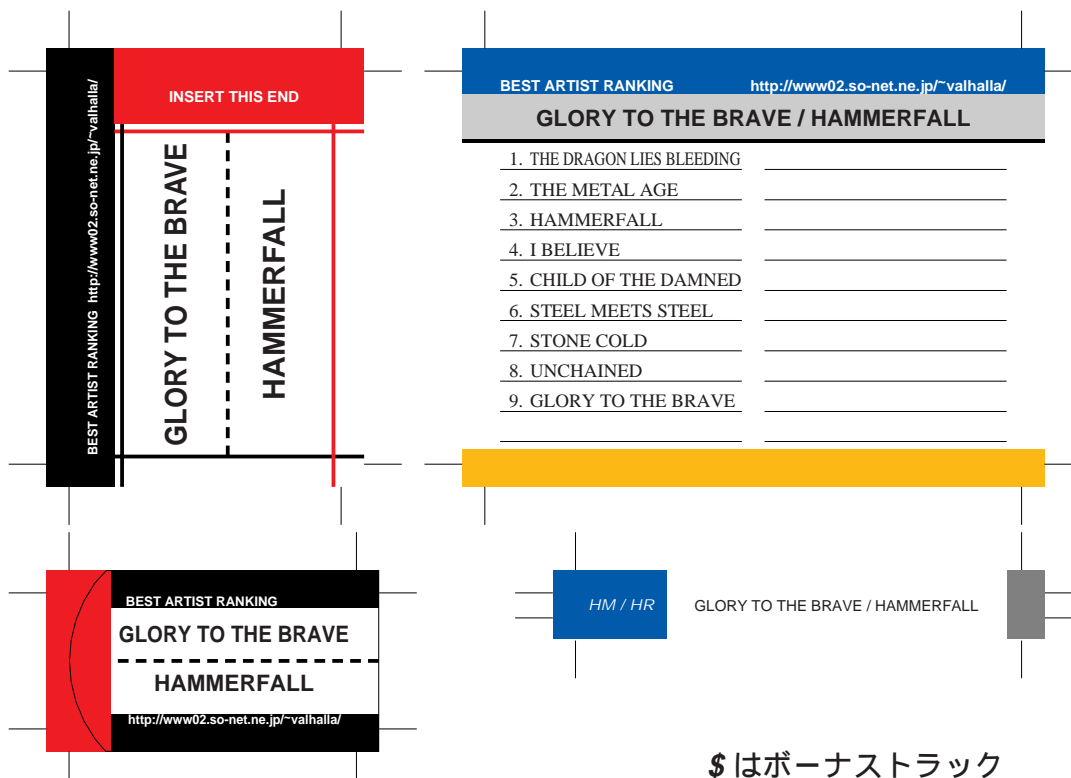 INSERT THIS END
BEST ARTIST RANKING http://www02.so-net.ne.jp/~valhalla/
GLORY TO THE BRAVE
HAMMERFALL
BEST ARTIST RANKING http://www02.so-net.ne.jp/~valhalla/
GLORY TO THE BRAVE / HAMMERFALL
1. THE DRAGON LIES BLEEDING
2. THE METAL AGE
3. HAMMERFALL
4. I BELIEVE
5. CHILD OF THE DAMNED
6. STEEL MEETS STEEL
7. STONE COLD
8. UNCHAINED
9. GLORY TO THE BRAVE
BEST ARTIST RANKING
GLORY TO THE BRAVE
HAMMERFALL
http://www02.so-net.ne.jp/~valhalla/
HM / HR
GLORY TO THE BRAVE / HAMMERFALL
$ はボーナストラック